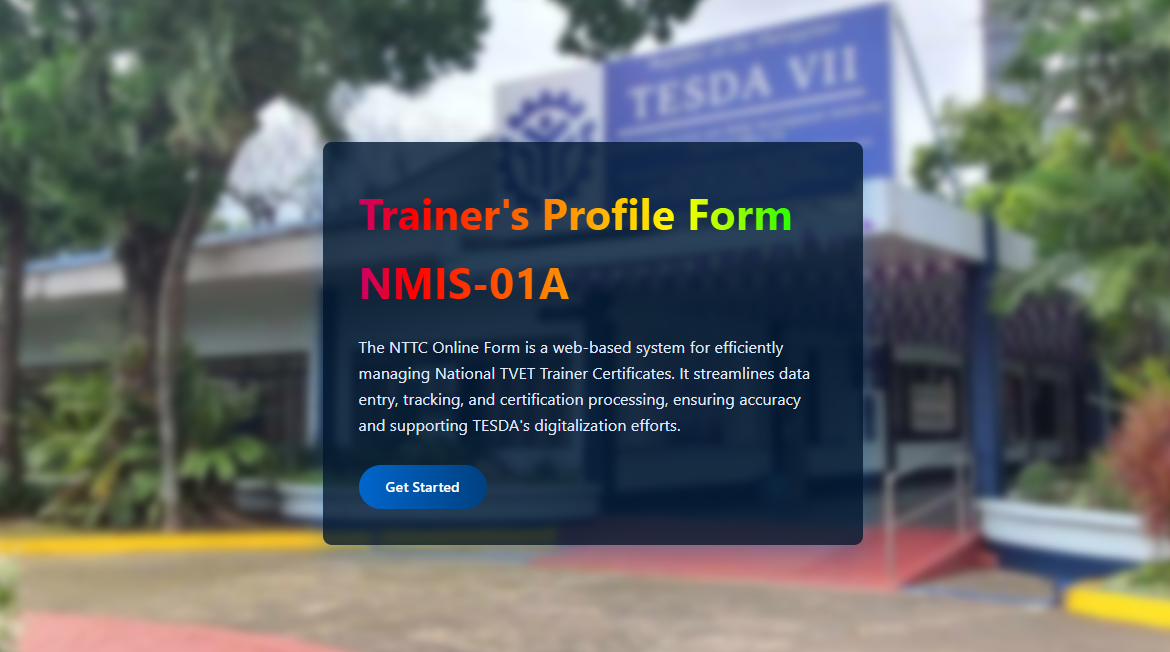 TESDA VII
Trainer's Profile Form
NMIS-01A
The NTTC Online Form is a web-based system for efficiently
managing National TVET Trainer Certificates. It streamlines data
entry, tracking, and certification processing, ensuring accuracy
and supporting TESDA's digitalization efforts.
Get Started